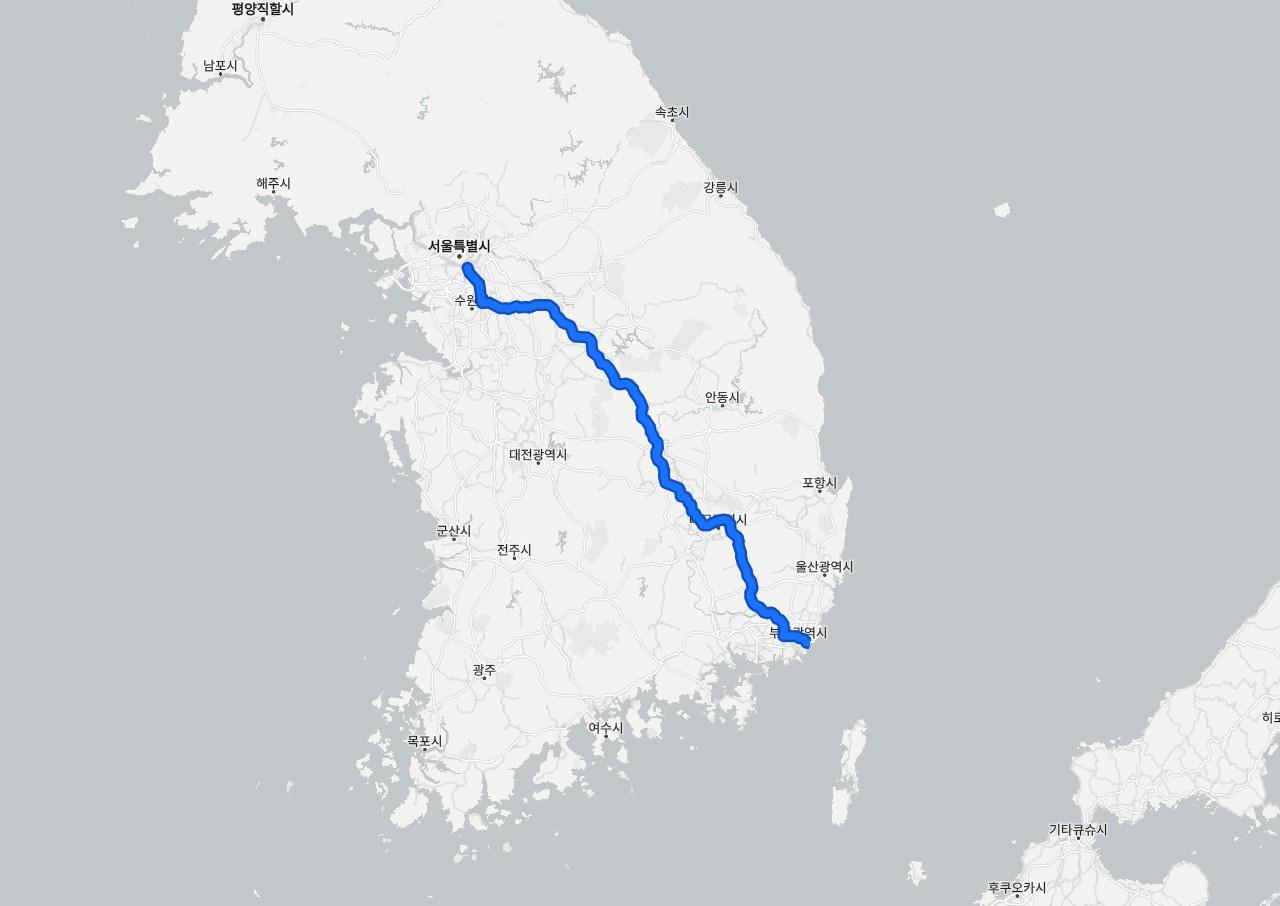 평양직할시
남포시
속초시
해주시
강릉시
서울특별시
수원
안동시
대전광역시
포항시
군산시
전주시
울산광역시
광주
여수시
목포시
히로
기타큐슈시
후쿠오카시